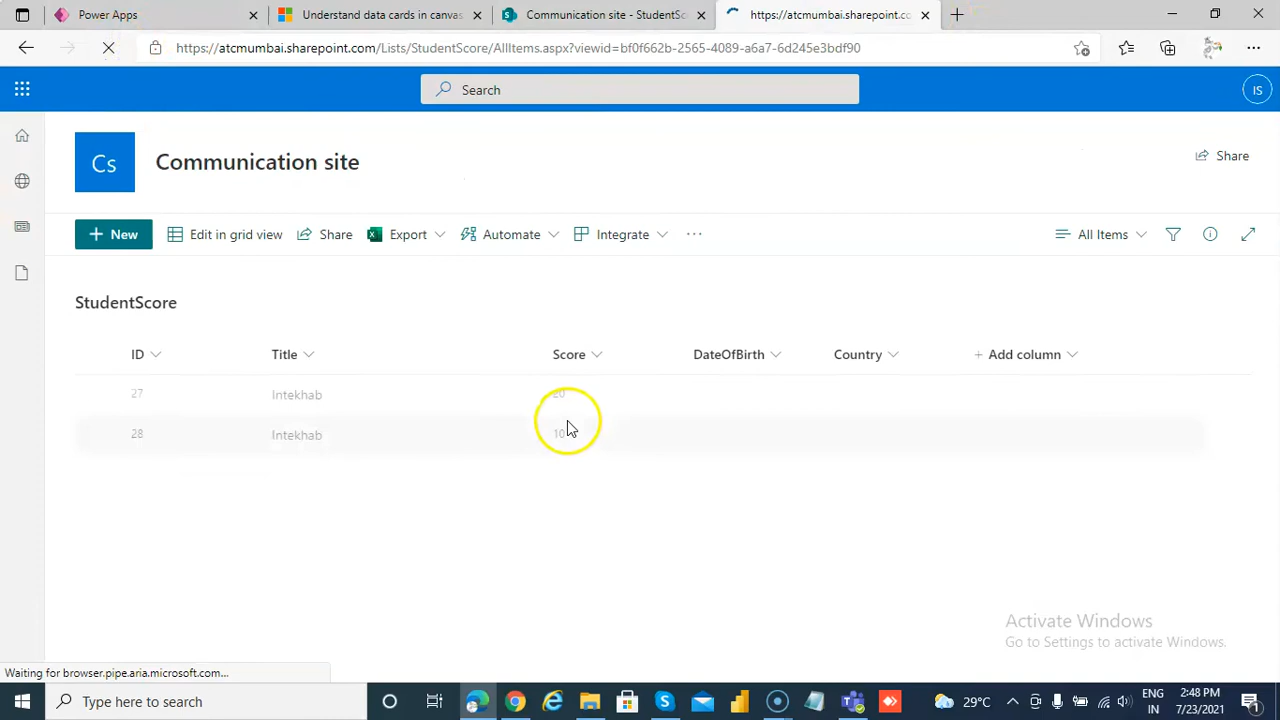 Power Apps
Understand data cards in canvas
Communication site - StudentSc
https://atcmumbai.sharepoint.co
https://atcmumbai.sharepoint.com/Lists/StudentScore/AllItems.aspx?viewid=bf0f662b-2565-4089-a6a7-6d245e3bdf90
Search
IS
Cs
Communication site
Share
New
Edit in grid view
Share
Export
Automate
Integrate
All Items
StudentScore
ID
Title
Score
DateOfBirth
Country
+ Add column
27
Intekhab
20
28
Intekhab
10
Activate Windows
Go to Settings to activate Windows.
Waiting for browser.pipe.aria.microsoft.com...
Type here to search
29°C
ENG
IN
2:48 PM
7/23/2021
1